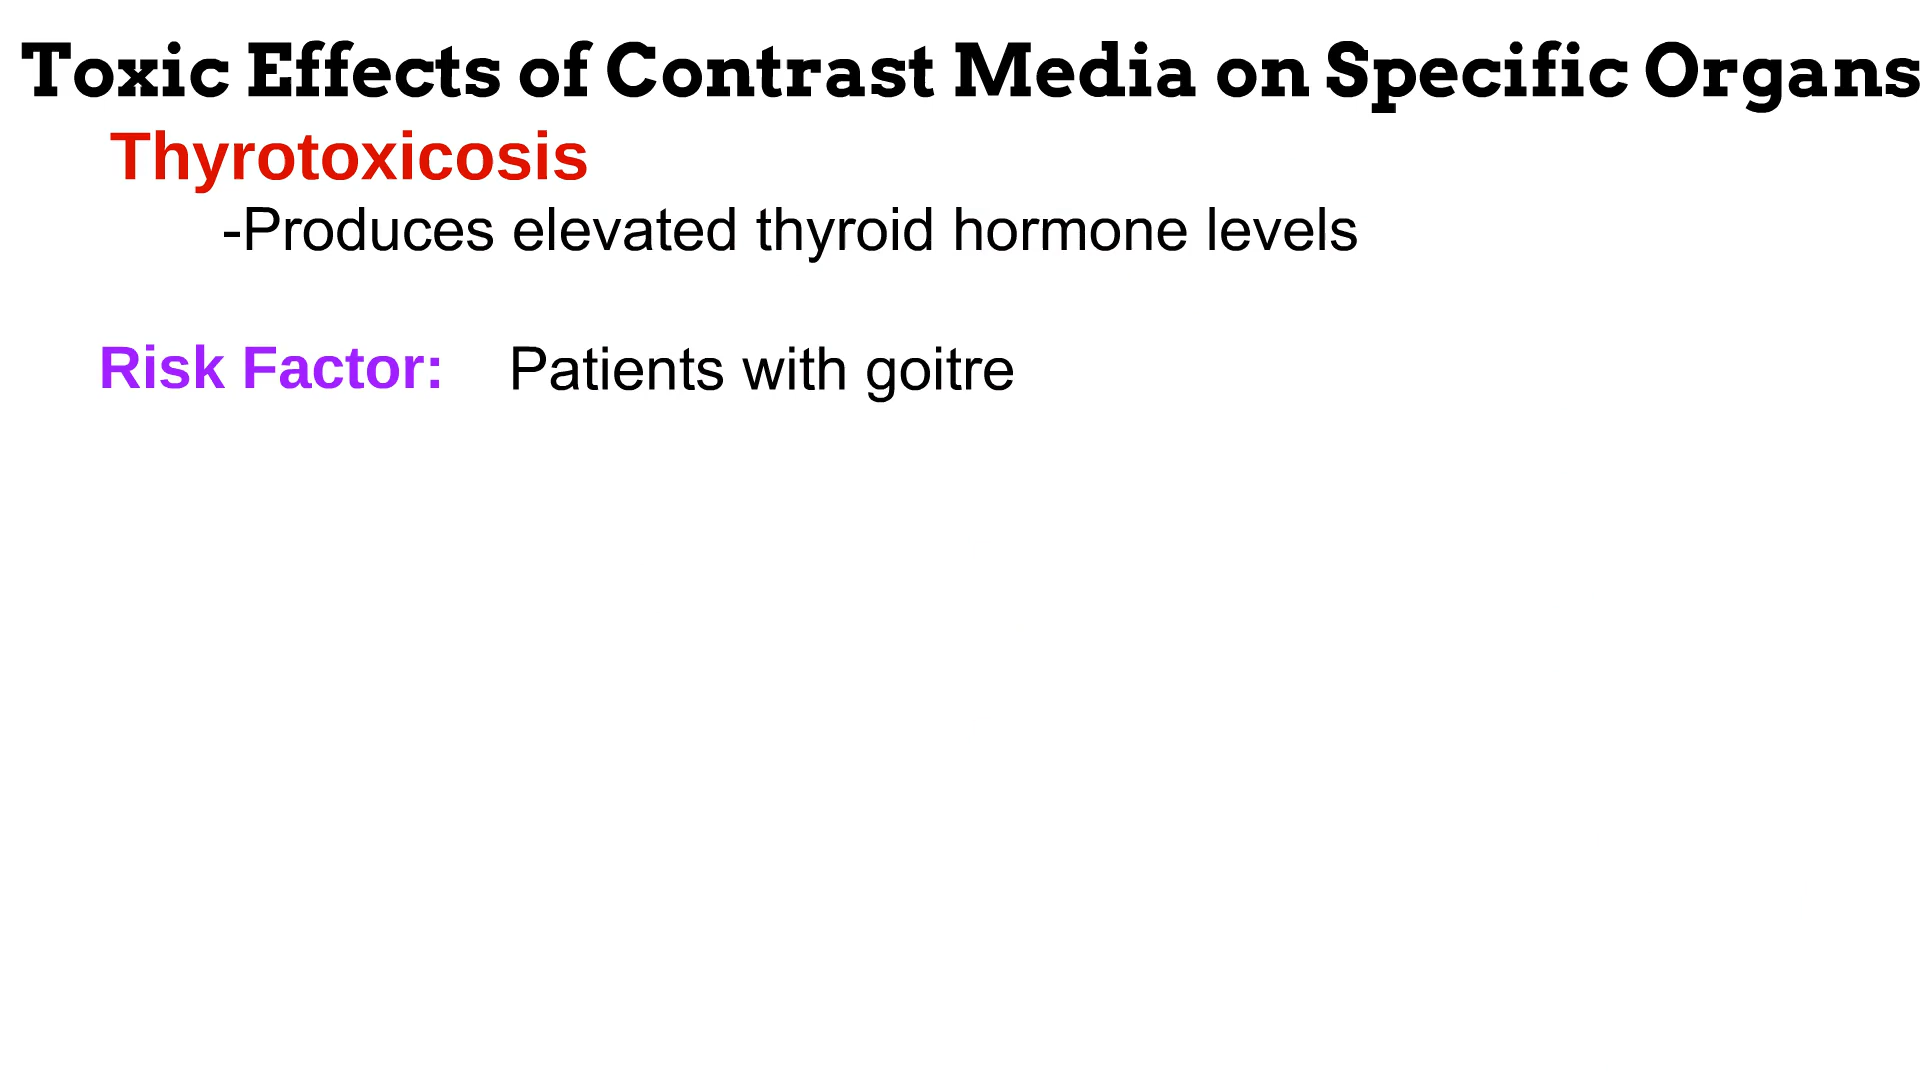 Toxic Effects of Contrast Media on Specific Organs
Thyrotoxicosis
-Produces elevated thyroid hormone levels
Risk Factor: Patients with goitre